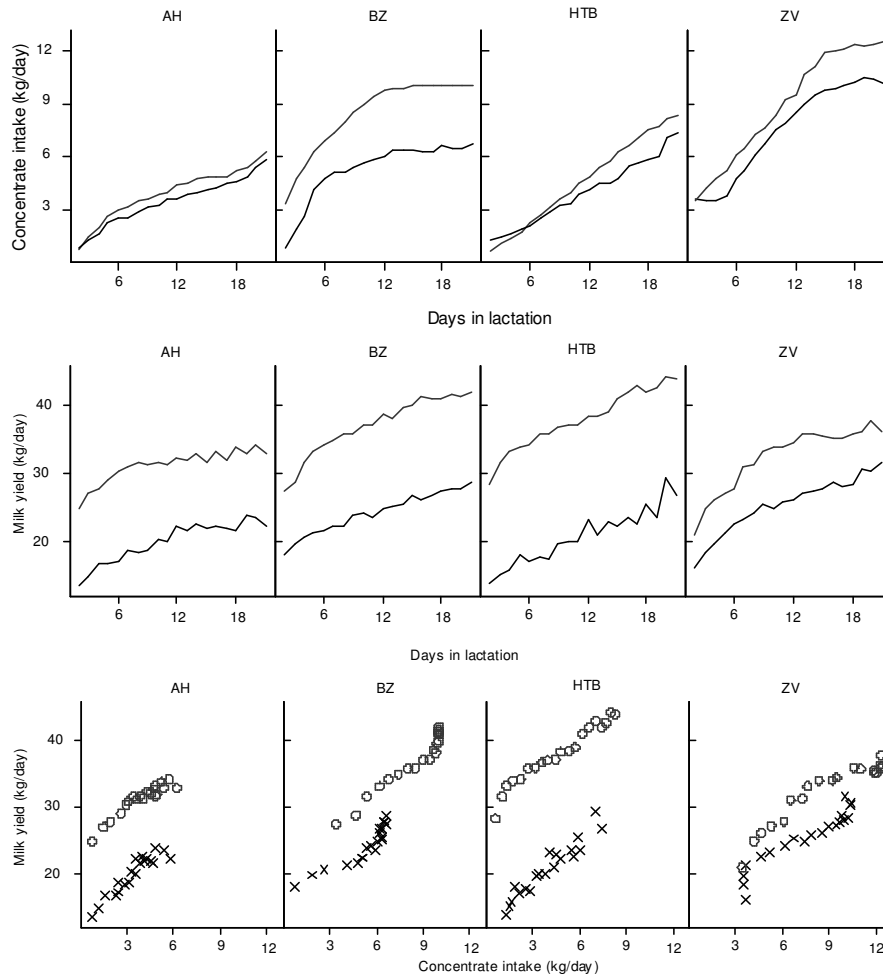 AH BZ HTB ZV
Concentrate intake (kg/day)
12
9
6
3
6 12 18 6 12 18 6 12 18 6 12 18
Days in lactation
AH BZ HTB ZV
Milk yield (kg/day)
40
30
20
6 12 18 6 12 18 6 12 18 6 12 18
Days in lactation
AH BZ HTB ZV
Milk yield (kg/day)
40
30
20
3 6 9 12 3 6 9 12 3 6 9 12 3 6 9 12
Concentrate intake (kg/day)